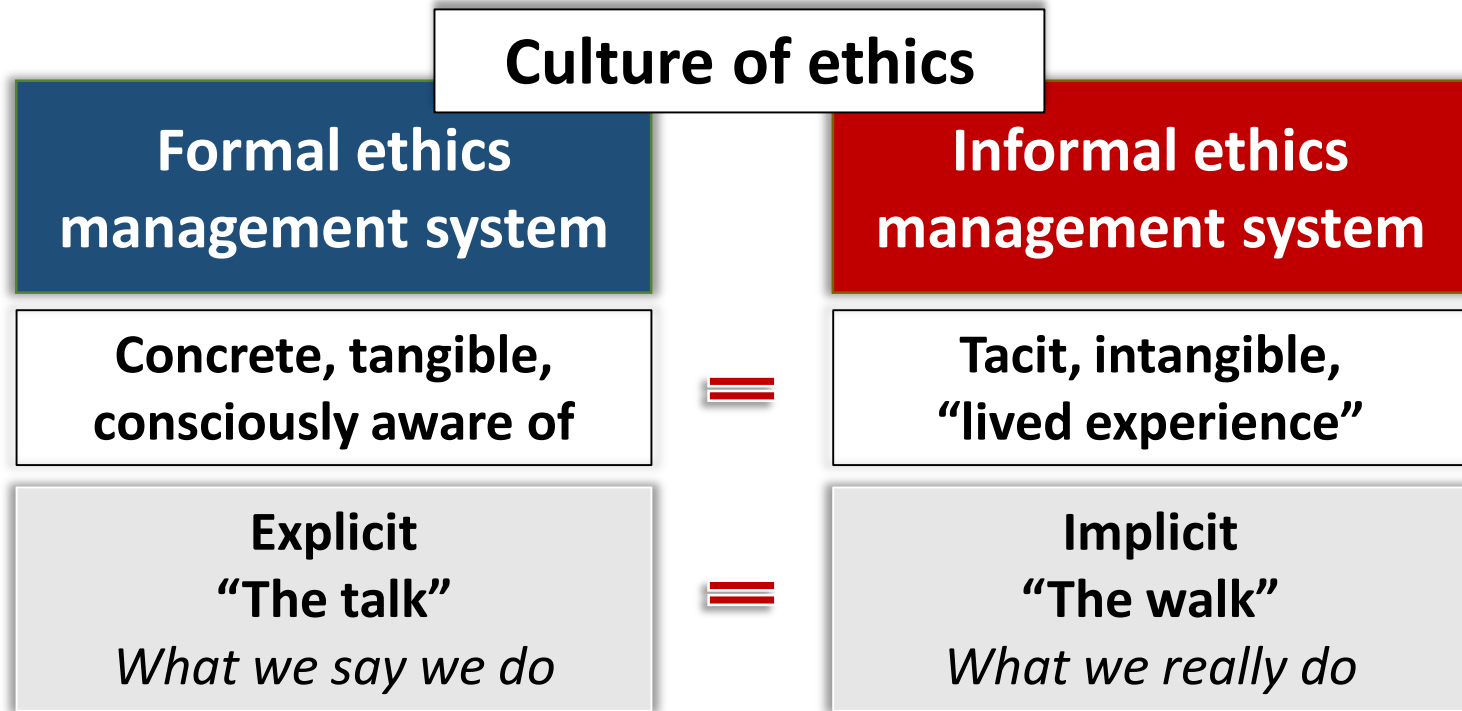 Culture of ethics
Formal ethics
management system
Informal ethics
management system
Concrete, tangible,
consciously aware of
=
Tacit, intangible,
“lived experience”
Explicit
“The talk”
What we say we do
=
Implicit
“The walk”
What we really do